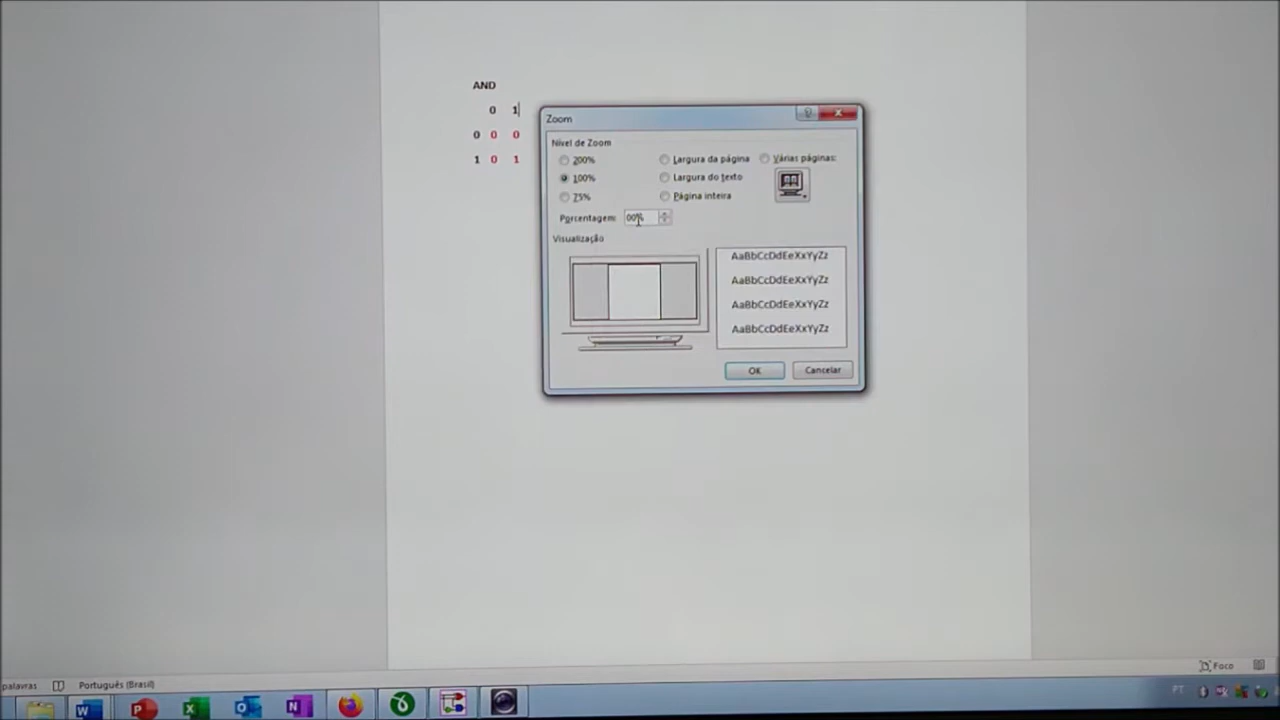 AND
0 1
0 0 0
1 0 1
Zoom
Nível de Zoom
200%
Largura da página
Várias páginas:
100%
Largura do texto
75%
Página inteira
Porcentagem: 00%
Visualização
AaBbCcDdEeXxYyZz
AaBbCcDdEeXxYyZz
AaBbCcDdEeXxYyZz
AaBbCcDdEeXxYyZz
OK
Cancelar
Foco
palavras
Português (Brasil)
PT